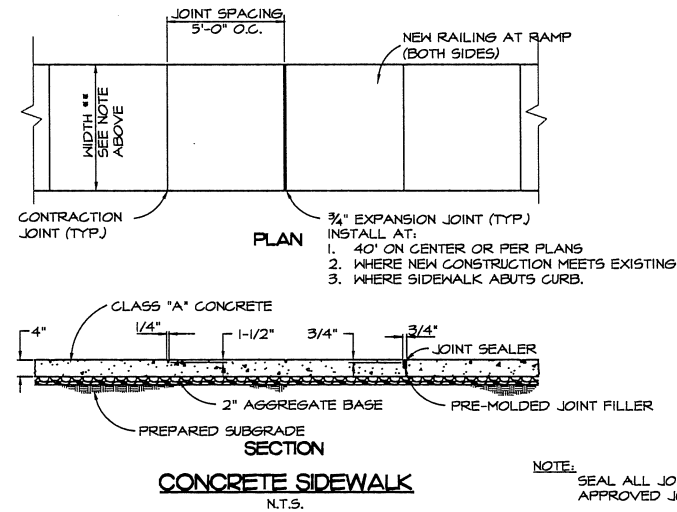 JOINT SPACING
5'-0" O.C.
NEW RAILING AT RAMP
(BOTH SIDES)
WIDTH **
SEE NOTE
ABOVE
CONTRACTION
JOINT (TYP.)
PLAN
3/4" EXPANSION JOINT (TYP.)
INSTALL AT:
1. 40' ON CENTER OR PER PLANS
2. WHERE NEW CONSTRUCTION MEETS EXISTING
3. WHERE SIDEWALK ABUTS CURB.
CLASS "A" CONCRETE
4"
1/4"
1-1/2"
3/4"
3/4"
JOINT SEALER
2" AGGREGATE BASE
PRE-MOLDED JOINT FILLER
PREPARED SUBGRADE
SECTION
CONCRETE SIDEWALK
N.T.S.
NOTE:
SEAL ALL JO
APPROVED J